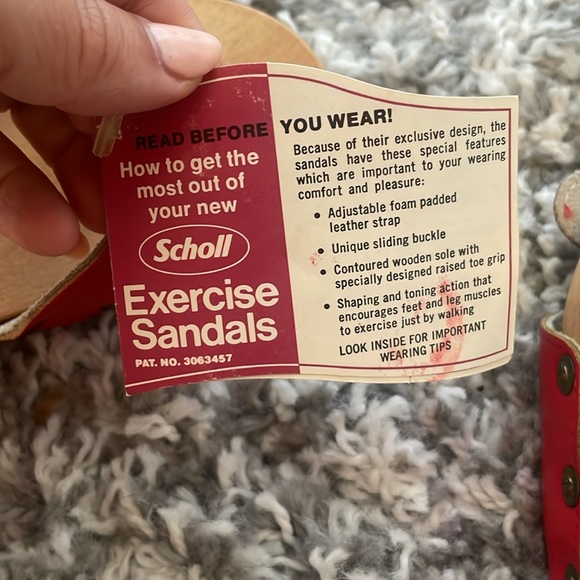 READ BEFORE YOU WEAR!
How to get the
most out of
your new
Scholl
Exercise
Sandals
PAT. NO. 3063457
Because of their exclusive design, the
sandals have these special features
which are important to your wearing
comfort and pleasure:
• Adjustable foam padded
leather strap
• Unique sliding buckle
• Contoured wooden sole with
specially designed raised toe grip
• Shaping and toning action that
encourages feet and leg muscles
to exercise just by walking
LOOK INSIDE FOR IMPORTANT
WEARING TIPS